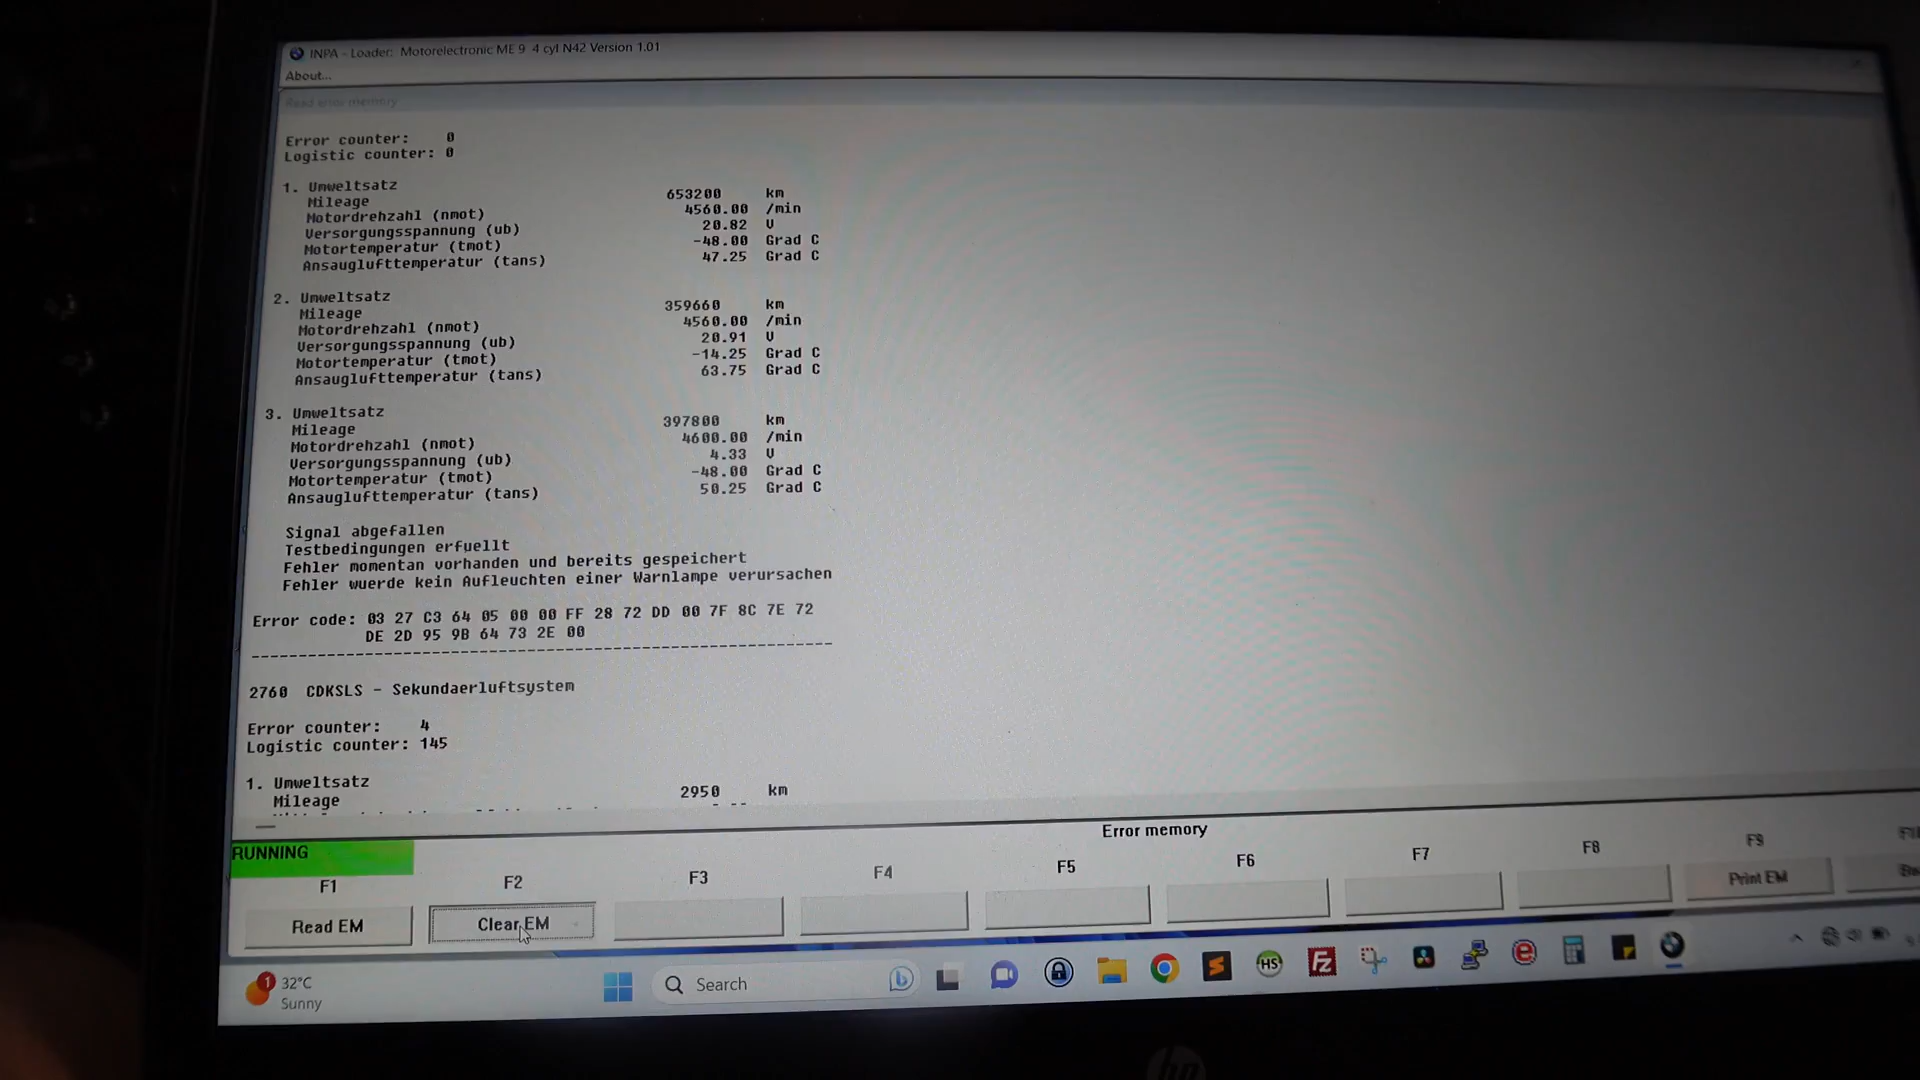 INPA - Loader: Motorelectronic ME 9 4 cyl N42 Version 1.01
About...
Read error memory
Error counter: 0
Logistic counter: 0
1. Umweltsatz
Mileage 653200 km
Motordrehzahl (nmot) 4560.00 /min
Versorgungsspannung (ub) 20.82 V
Motortemperatur (tmot) -48.00 Grad C
Ansauglufttemperatur (tans) 47.25 Grad C
2. Umweltsatz
Mileage 359660 km
Motordrehzahl (nmot) 4560.00 /min
Versorgungsspannung (ub) 20.91 V
Motortemperatur (tmot) -14.25 Grad C
Ansauglufttemperatur (tans) 63.75 Grad C
3. Umweltsatz
Mileage 397800 km
Motordrehzahl (nmot) 4600.00 /min
Versorgungsspannung (ub) 4.33 V
Motortemperatur (tmot) -48.00 Grad C
Ansauglufttemperatur (tans) 50.25 Grad C
Signal abgefallen
Testbedingungen erfuellt
Fehler momentan vorhanden und bereits gespeichert
Fehler wuerde kein Aufleuchten einer Warnlampe verursachen
Error code: 03 27 C3 64 05 00 00 FF 28 72 DD 00 7F 8C 7E 72
DE 2D 95 9B 64 73 2E 00
2760 CDKSLS - Sekundaerluftsystem
Error counter: 4
Logistic counter: 145
1. Umweltsatz
Mileage 2950 km
Error memory
RUNNING
F1 F2 F3 F4 F5 F6 F7 F8 F9
Read EM Clear EM Print EM
32°C
Sunny
Search
HS
FZ
hp